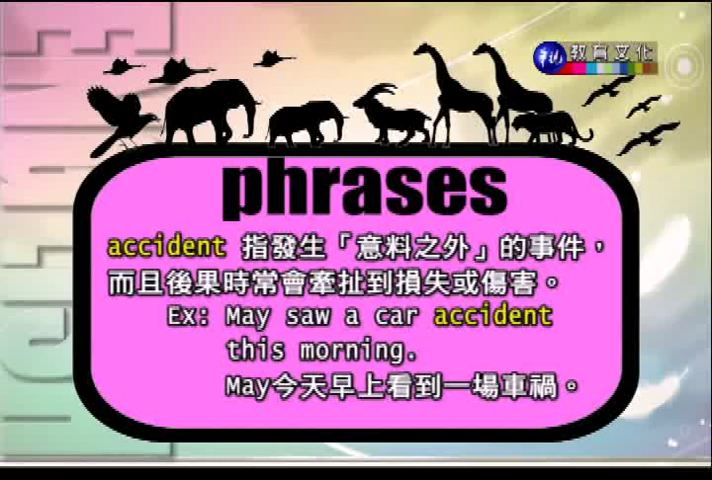 華視 教育文化
phrases
accident 指發生「意料之外」的事件，
而且後果時常會牽扯到損失或傷害。
Ex: May saw a car accident
this morning.
May今天早上看到一場車禍。